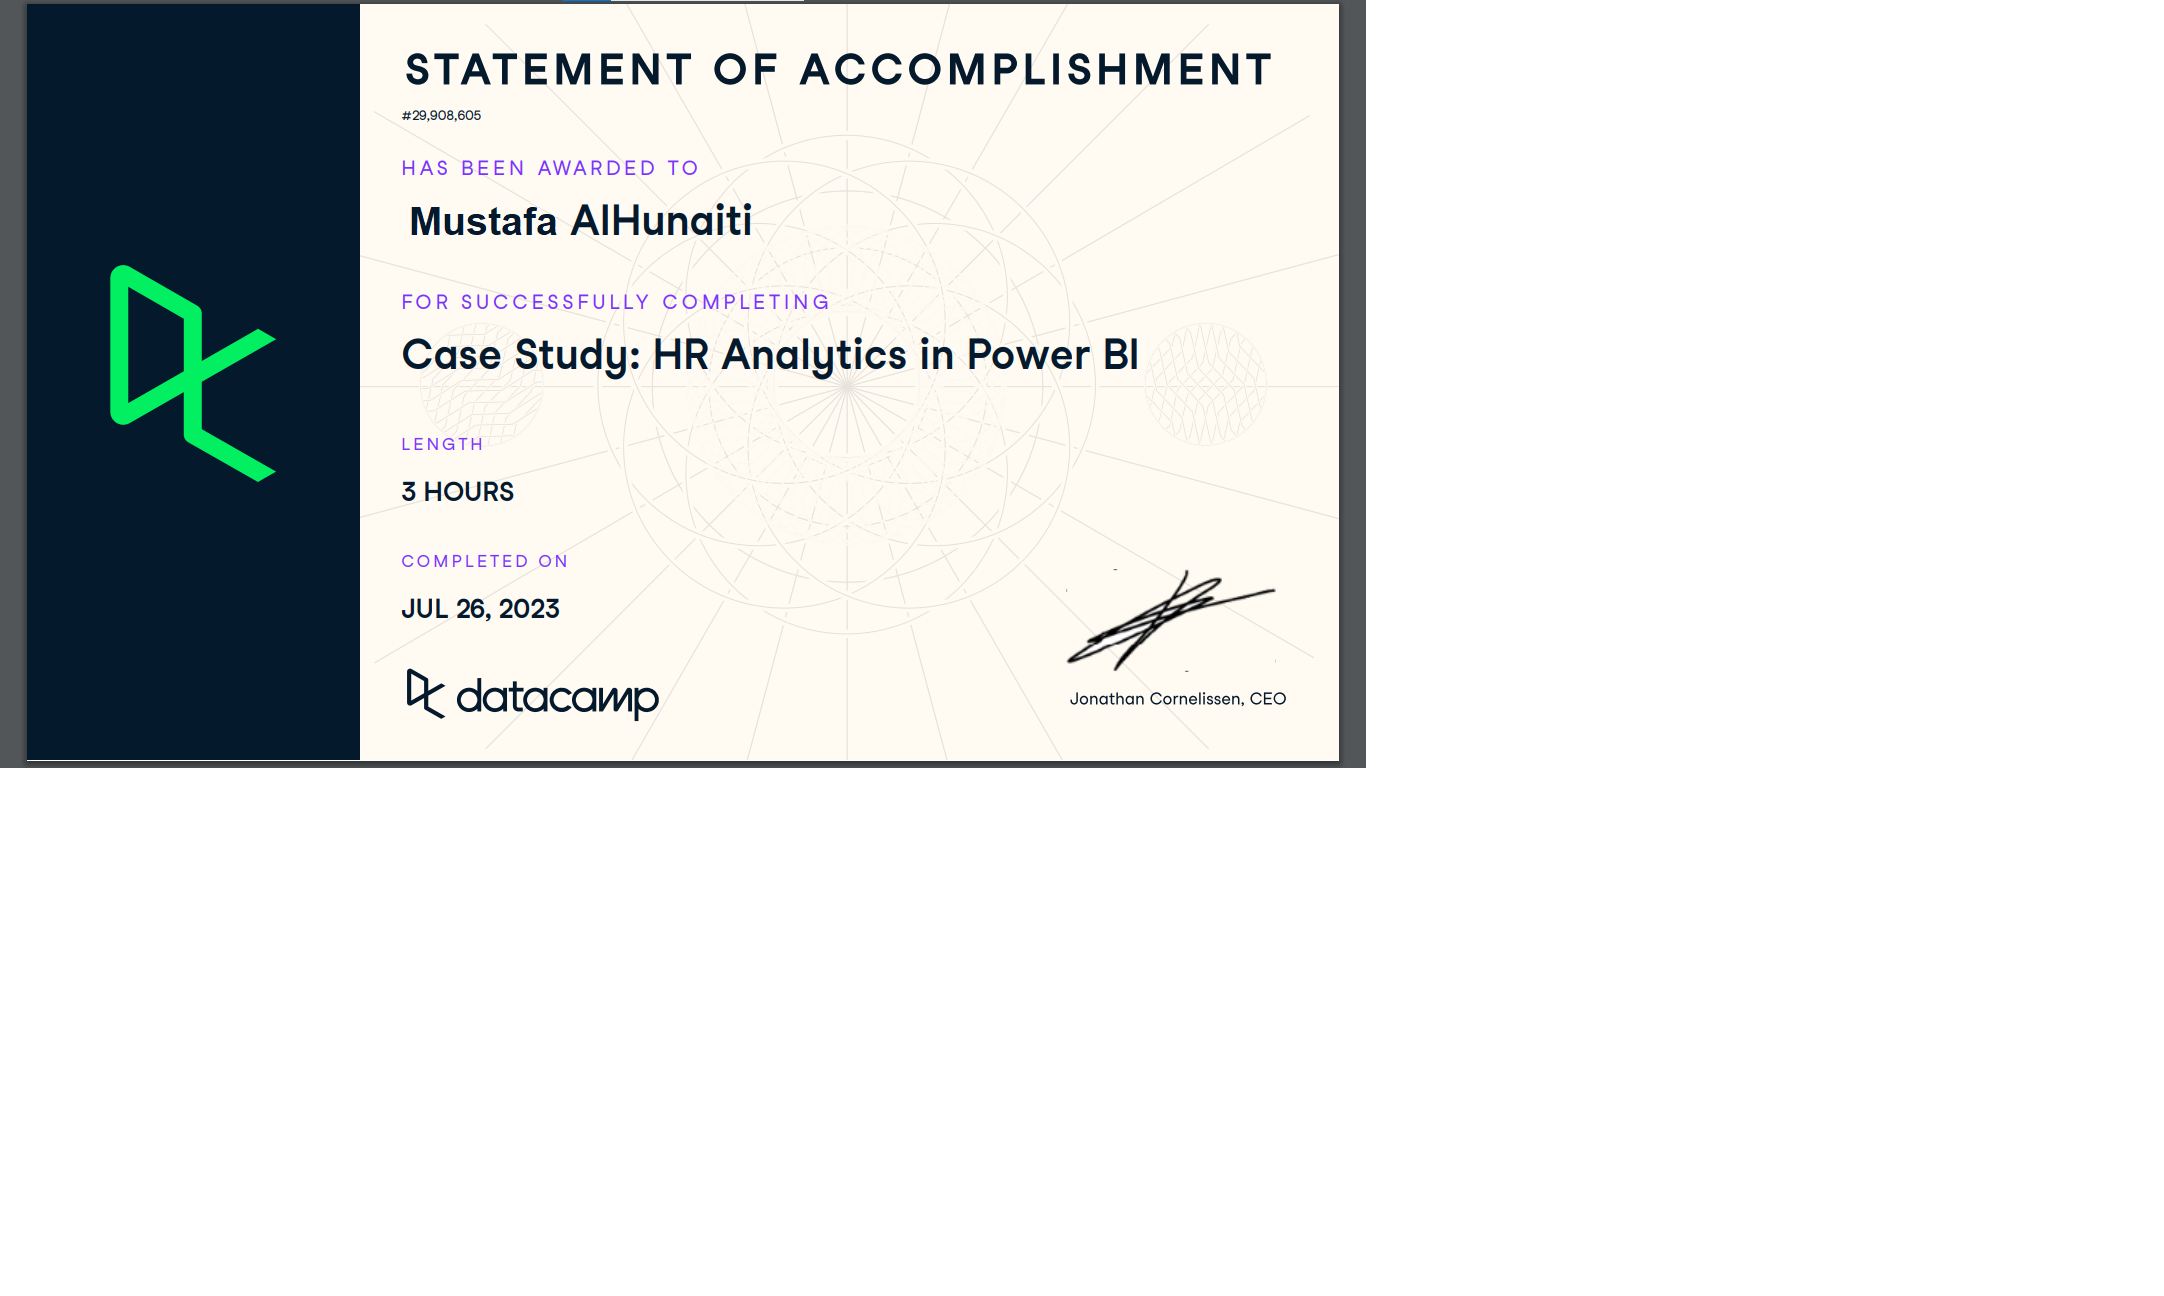 STATEMENT OF ACCOMPLISHMENT
#29,908,605
HAS BEEN AWARDED TO
Mustafa AlHunaiti
FOR SUCCESSFULLY COMPLETING
Case Study: HR Analytics in Power BI
LENGTH
3 HOURS
COMPLETED ON
JUL 26, 2023
datacamp
Jonathan Cornelissen, CEO